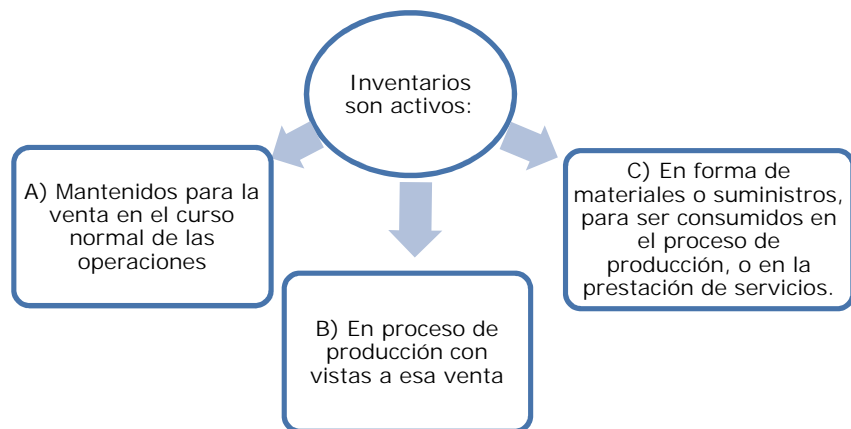 Inventarios
son activos:
A) Mantenidos para la
venta en el curso
normal de las
operaciones
B) En proceso de
producción con
vistas a esa venta
C) En forma de
materiales o suministros,
para ser consumidos en
el proceso de
producción, o en la
prestación de servicios.